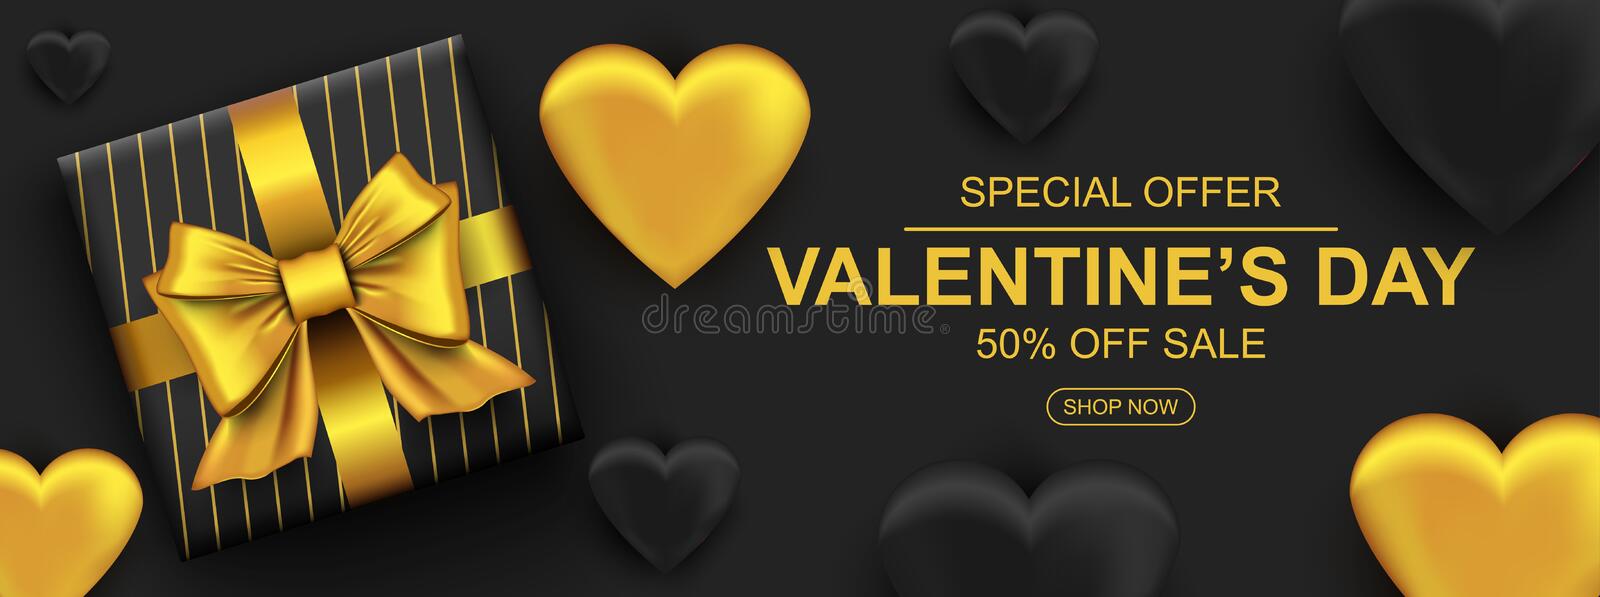 SPECIAL OFFER
VALENTINE’S DAY
dreamstime
50% OFF SALE
SHOP NOW